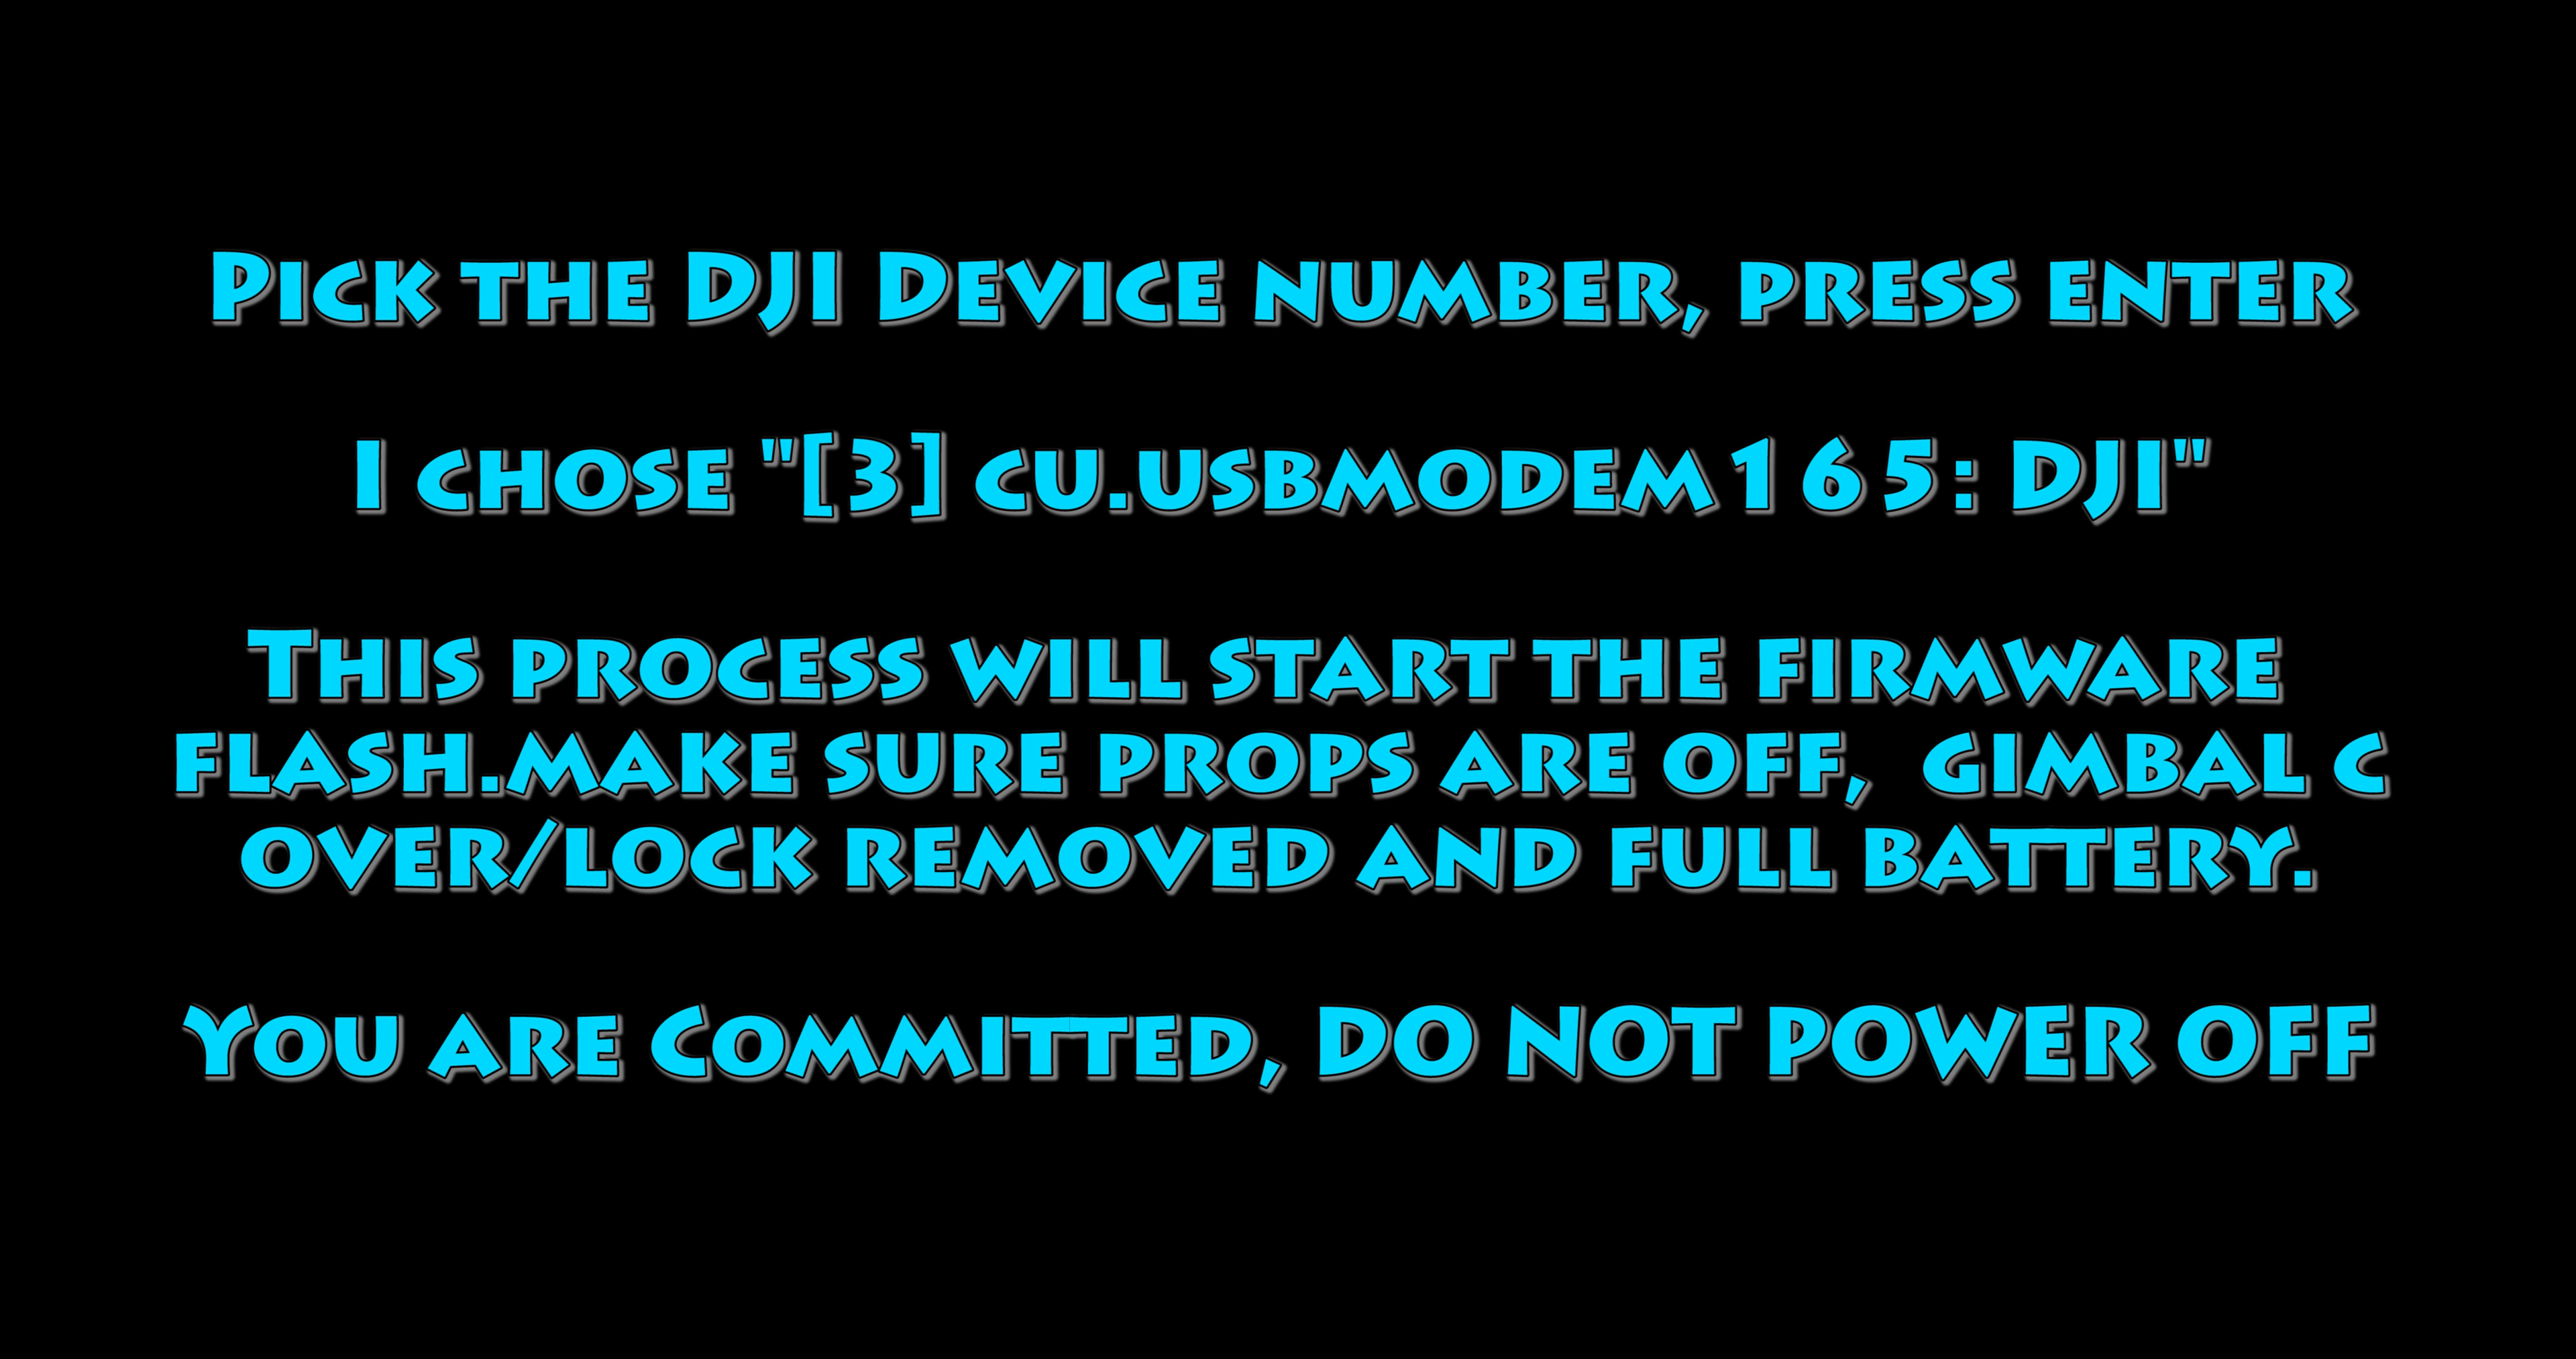 Pick the DJI Device number, press enter
I chose "[3] cu.usbmodem165: DJI"
This process will start the firmware
flash.make sure props are off,  gimbal c
over/lock removed and full battery.
You are Committed, DO NOT POWER OFF